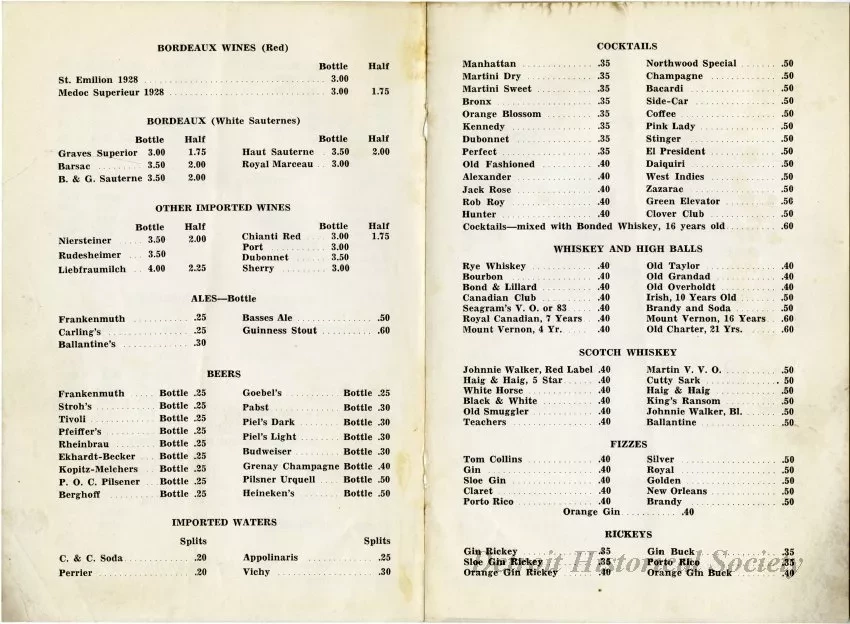 BORDEAUX WINES (Red)
Bottle Half
St. Emilion 1928 3.00
Medoc Superieur 1928 3.00 1.75
BORDEAUX (White Sauternes)
Bottle Half
Graves Superior 3.00 1.75
Barsac 3.50 2.00
B. & G. Sauterne 3.50 2.00
Bottle Half
Haut Sauterne 3.50 2.00
Royal Marceau 3.00
OTHER IMPORTED WINES
Bottle Half
Niersteiner 3.50 2.00
Rudesheimer 3.50
Liebfraumilch 4.00 2.25
Bottle Half
Chianti Red 3.00 1.75
Port 3.00
Dubonnet 3.50
Sherry 3.00
ALES—Bottle
Frankenmuth .25
Carling's .25
Ballantine's .30
Basses Ale .50
Guinness Stout .60
BEERS
Frankenmuth Bottle .25
Stroh's Bottle .25
Tivoli Bottle .25
Pfeiffer's Bottle .25
Rheinbrau Bottle .25
Ekhardt-Becker Bottle .25
Kopitz-Melchers Bottle .25
P. O. C. Pilsener Bottle .25
Berghoff Bottle .25
Goebel's Bottle .25
Pabst Bottle .30
Piel's Dark Bottle .30
Piel's Light Bottle .30
Budweiser Bottle .30
Grenay Champagne Bottle .40
Pilsner Urquell Bottle .50
Heineken's Bottle .50
IMPORTED WATERS
Splits
C. & C. Soda .20
Perrier .20
Splits
Appolinaris .25
Vichy .30
COCKTAILS
Manhattan .35
Martini Dry .35
Martini Sweet .35
Bronx .35
Orange Blossom .35
Kennedy .35
Dubonnet .35
Perfect .35
Old Fashioned .40
Alexander .40
Jack Rose .40
Rob Roy .40
Hunter .40
Northwood Special .50
Champagne .50
Bacardi .50
Side-Car .50
Coffee .50
Pink Lady .50
Stinger .50
El President .50
Daiquiri .50
West Indies .50
Zazarac .50
Green Elevator .50
Clover Club .50
Cocktails—mixed with Bonded Whiskey, 16 years old .60
WHISKEY AND HIGH BALLS
Rye Whiskey .40
Bourbon .40
Bond & Lillard .40
Canadian Club .40
Seagram's V. O. or 83 .40
Royal Canadian, 7 Years .40
Mount Vernon, 4 Yr. .40
Old Taylor .40
Old Grandad .40
Old Overholdt .40
Irish, 10 Years Old .50
Brandy and Soda .50
Mount Vernon, 16 Years .60
Old Charter, 21 Yrs. .60
SCOTCH WHISKEY
Johnnie Walker, Red Label .40
Haig & Haig, 5 Star .40
White Horse .40
Black & White .40
Old Smuggler .40
Teachers .40
Martin V. V. O. .50
Cutty Sark .50
Haig & Haig .50
King's Ransom .50
Johnnie Walker, Bl. .50
Ballantine .50
FIZZES
Tom Collins .40
Gin .40
Sloe Gin .40
Claret .40
Porto Rico .40
Silver .50
Royal .50
Golden .50
New Orleans .50
Brandy .50
Orange Gin .40
RICKEYS
Gin Rickey .35
Sloe Gin Rickey .35
Orange Gin Rickey .40
Gin Buck .35
Porto Rico .35
Orange Gin Buck .40
Detroit Historical Society